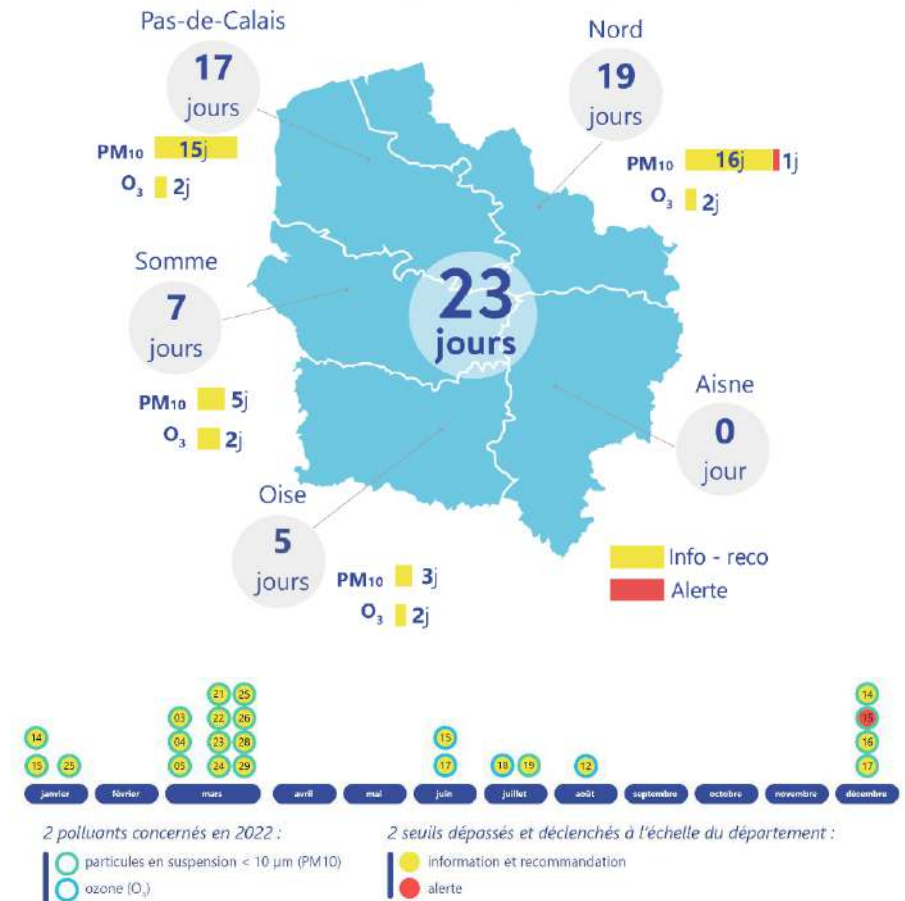 Pas-de-Calais
17
jours
PM10 15j
O3 2j
Nord
19
jours
PM10 16j 1j
O3 2j
Somme
7
jours
PM10 5j
O3 2j
23
jours
Aisne
0
jour
Oise
5
jours
PM10 3j
O3 2j
Info - reco
Alerte
21 25 14
03 22 26 15
14 04 23 28 15 16
15 25 05 24 29 17 18 19 12 17
janvier février mars avril mai juin juillet août septembre octobre novembre décembre
2 polluants concernés en 2022 :
particules en suspension < 10 µm (PM10)
ozone (O3)
2 seuils dépassés et déclenchés à l'échelle du département :
information et recommandation
alerte